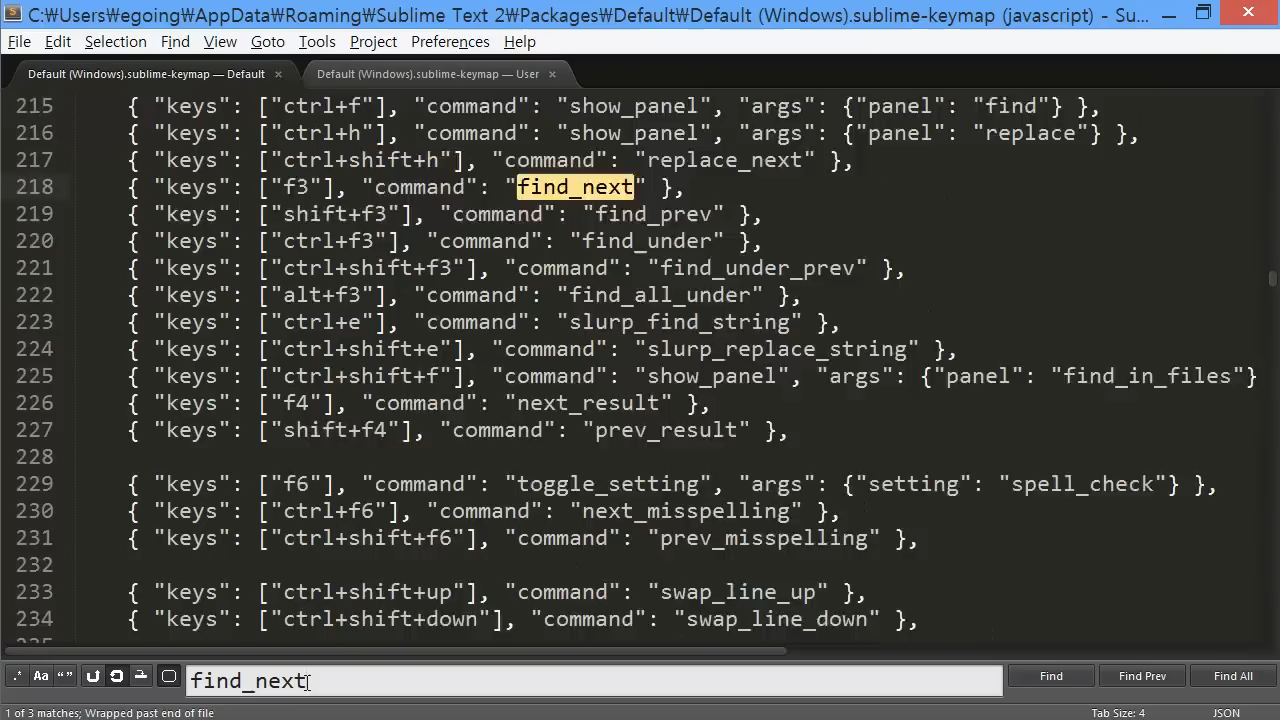 C:₩Users₩egoing₩AppData₩Roaming₩Sublime Text 2₩Packages₩Default₩Default (Windows).sublime-keymap (javascript) - Su...
File Edit Selection Find View Goto Tools Project Preferences Help
Default (Windows).sublime-keymap — Default × Default (Windows).sublime-keymap — User ×
215 { "keys": ["ctrl+f"], "command": "show_panel", "args": {"panel": "find"} },
216 { "keys": ["ctrl+h"], "command": "show_panel", "args": {"panel": "replace"} },
217 { "keys": ["ctrl+shift+h"], "command": "replace_next" },
218 { "keys": ["f3"], "command": "find_next" },
219 { "keys": ["shift+f3"], "command": "find_prev" },
220 { "keys": ["ctrl+f3"], "command": "find_under" },
221 { "keys": ["ctrl+shift+f3"], "command": "find_under_prev" },
222 { "keys": ["alt+f3"], "command": "find_all_under" },
223 { "keys": ["ctrl+e"], "command": "slurp_find_string" },
224 { "keys": ["ctrl+shift+e"], "command": "slurp_replace_string" },
225 { "keys": ["ctrl+shift+f"], "command": "show_panel", "args": {"panel": "find_in_files"}
226 { "keys": ["f4"], "command": "next_result" },
227 { "keys": ["shift+f4"], "command": "prev_result" },
228
229 { "keys": ["f6"], "command": "toggle_setting", "args": {"setting": "spell_check"} },
230 { "keys": ["ctrl+f6"], "command": "next_misspelling" },
231 { "keys": ["ctrl+shift+f6"], "command": "prev_misspelling" },
232
233 { "keys": ["ctrl+shift+up"], "command": "swap_line_up" },
234 { "keys": ["ctrl+shift+down"], "command": "swap_line_down" },
.* Aa “” find_next Find Find Prev Find All
1 of 3 matches; Wrapped past end of file Tab Size: 4 JSON